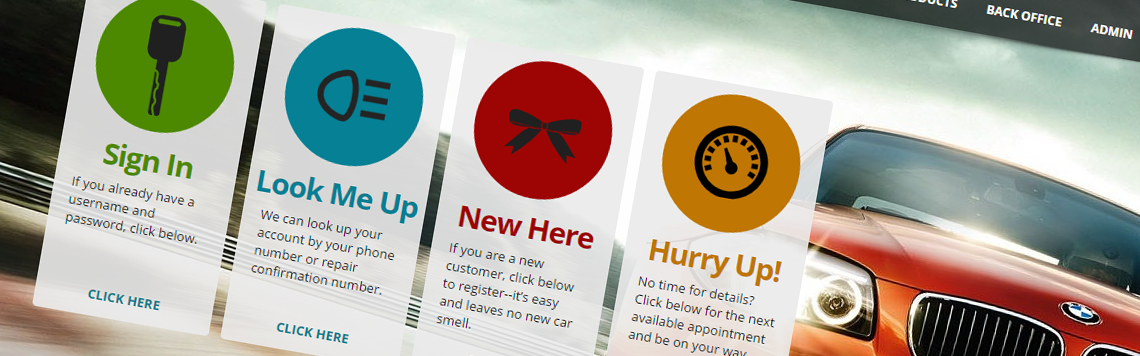 BACK OFFICE
ADMIN
Sign In
If you already have a
username and
password, click below.
CLICK HERE
Look Me Up
We can look up your
account by your phone
number or repair
confirmation number.
CLICK HERE
New Here
If you are a new
customer, click below
to register--it's easy
and leaves no new car
smell.
Hurry Up!
No time for details?
Click below for the next
available appointment
and be on your way